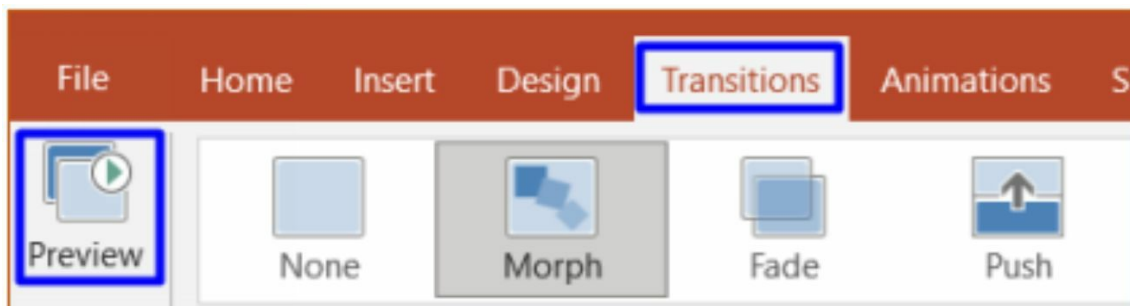 File Home Insert Design Transitions Animations S
Preview None Morph Fade Push